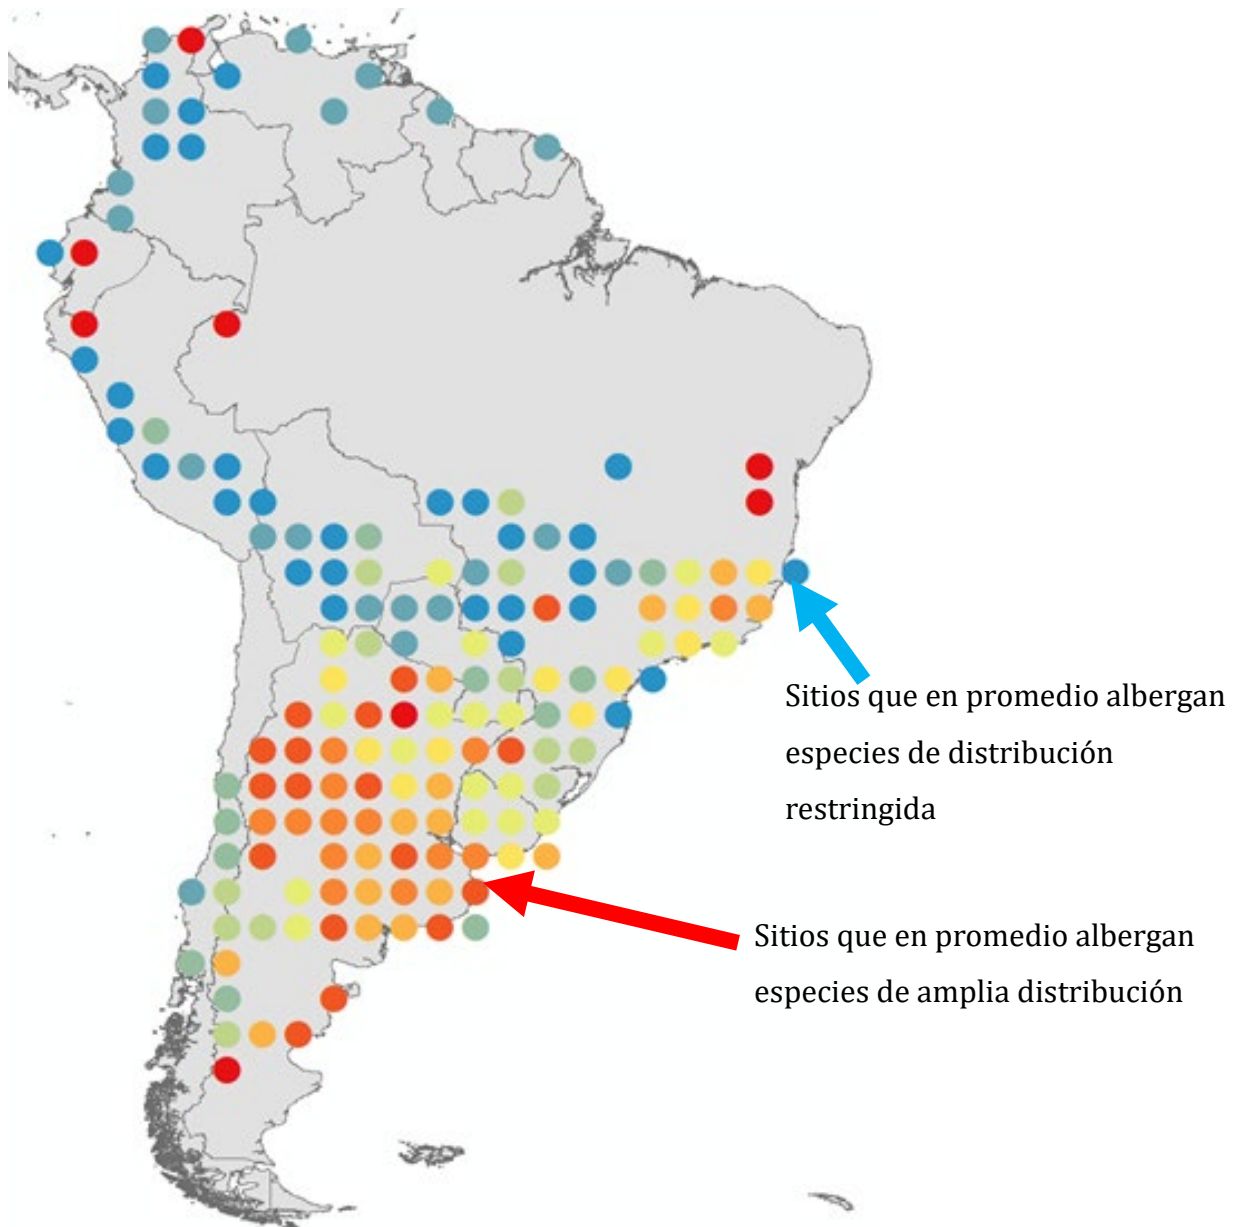 Sitios que en promedio albergan
especies de distribución
restringida
Sitios que en promedio albergan
especies de amplia distribución